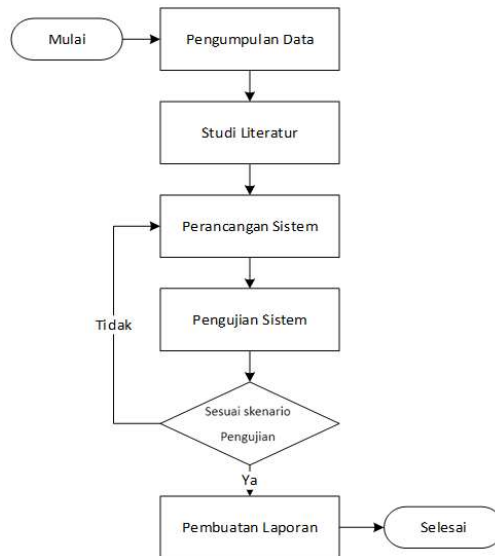 Mulai
Pengumpulan Data
Studi Literatur
Perancangan Sistem
Tidak
Pengujian Sistem
Sesuai skenario
Pengujian
Ya
Pembuatan Laporan
Selesai